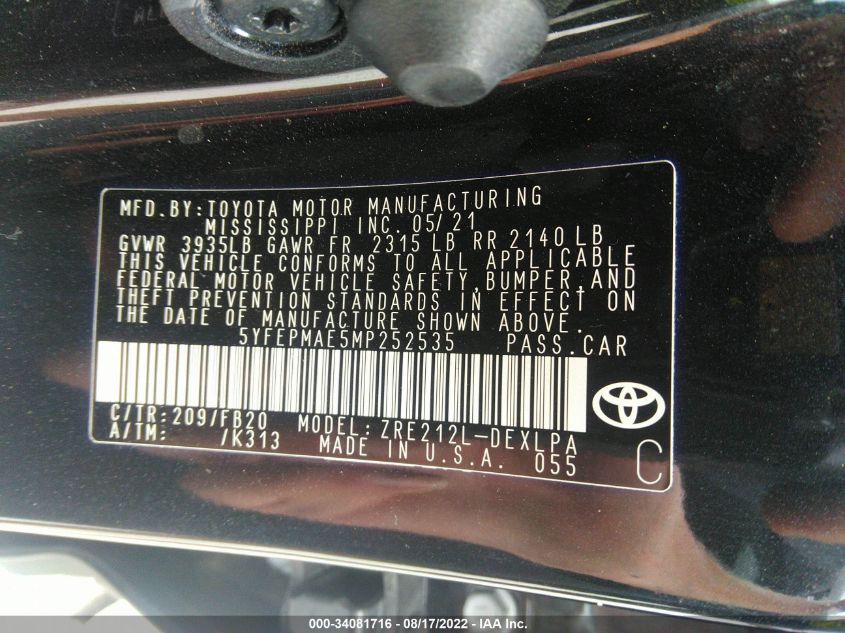 MFD.BY:TOYOTA MOTOR MANUFACTURING
MISSISSIPPI INC. 05/21
GVWR 3935LB GAWR FR 2315 LB RR 2140 LB
THIS VEHICLE CONFORMS TO ALL APPLICABLE
FEDERAL MOTOR VEHICLE SAFETY,BUMPER,AND
THEFT PREVENTION STANDARDS IN EFFECT ON
THE DATE OF MANUFACTURE SHOWN ABOVE.
5YFEPMAE5MP252535 PASS.CAR
C/TR:209/FB20 MODEL:ZRE212L-DEXLPA
A/TM: /K313 MADE IN U.S.A. 055
C
000-34081716 - 08/17/2022 - IAA Inc.